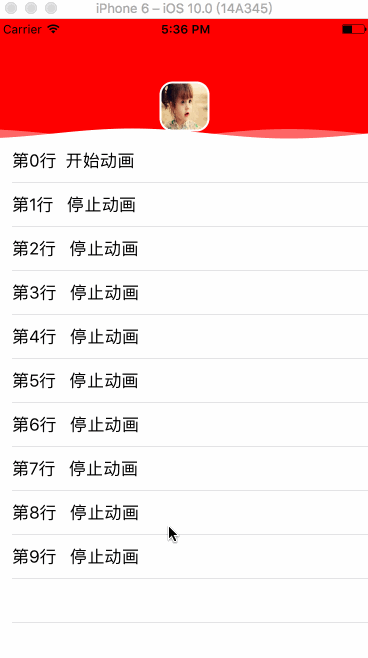 iPhone 6 – iOS 10.0 (14A345)
Carrier 5:36 PM
第0行 开始动画
第1行 停止动画
第2行 停止动画
第3行 停止动画
第4行 停止动画
第5行 停止动画
第6行 停止动画
第7行 停止动画
第8行 停止动画
第9行 停止动画